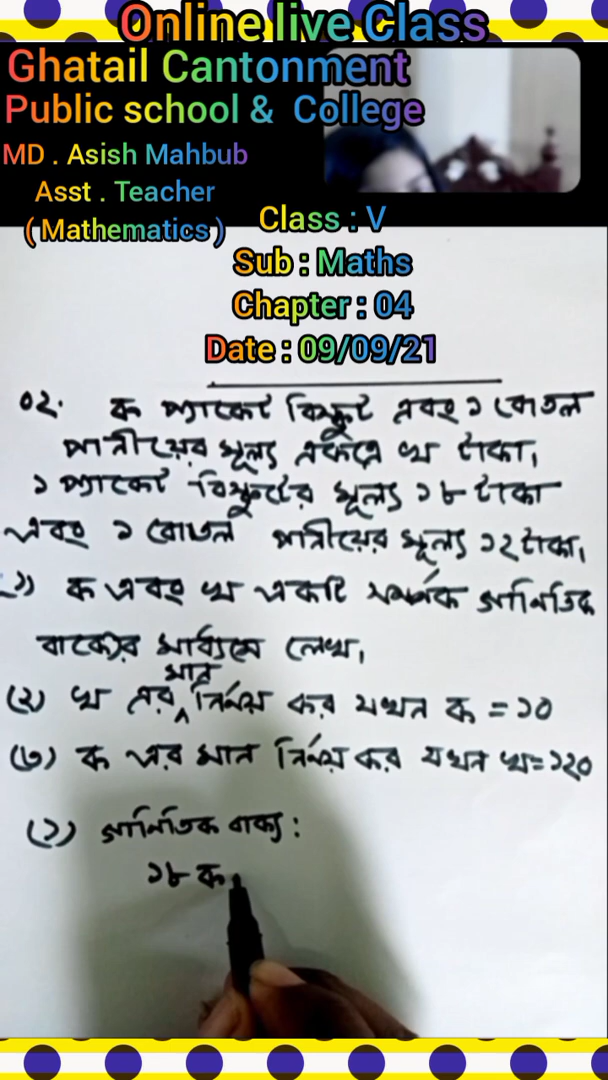 Online live Class
Ghatail Cantonment
Public school & College
MD . Asish Mahbub
Asst . Teacher
( Mathematics )
Class : V
Sub : Maths
Chapter : 04
Date : 09/09/21
০২. ক প্যাকেট বিস্কুট এবং ১ বোতল
পানীয়ের মূল্য একত্রে খ টাকা,
১ প্যাকেট বিস্কুটের মূল্য ১৮ টাকা
এবং ১ বোতল পানীয়ের মূল্য ১২ টাকা,
১) ক এবং খ একটি সম্পর্ক গাণিতিক
বাক্যের মাধ্যমে লেখ,
(২) খ এর মান নির্ণয় কর যখন ক = ১০
(৩) ক এর মান নির্ণয় কর যখন খ= ১২০
(১) গাণিতিক বাক্য :
১৮ ক